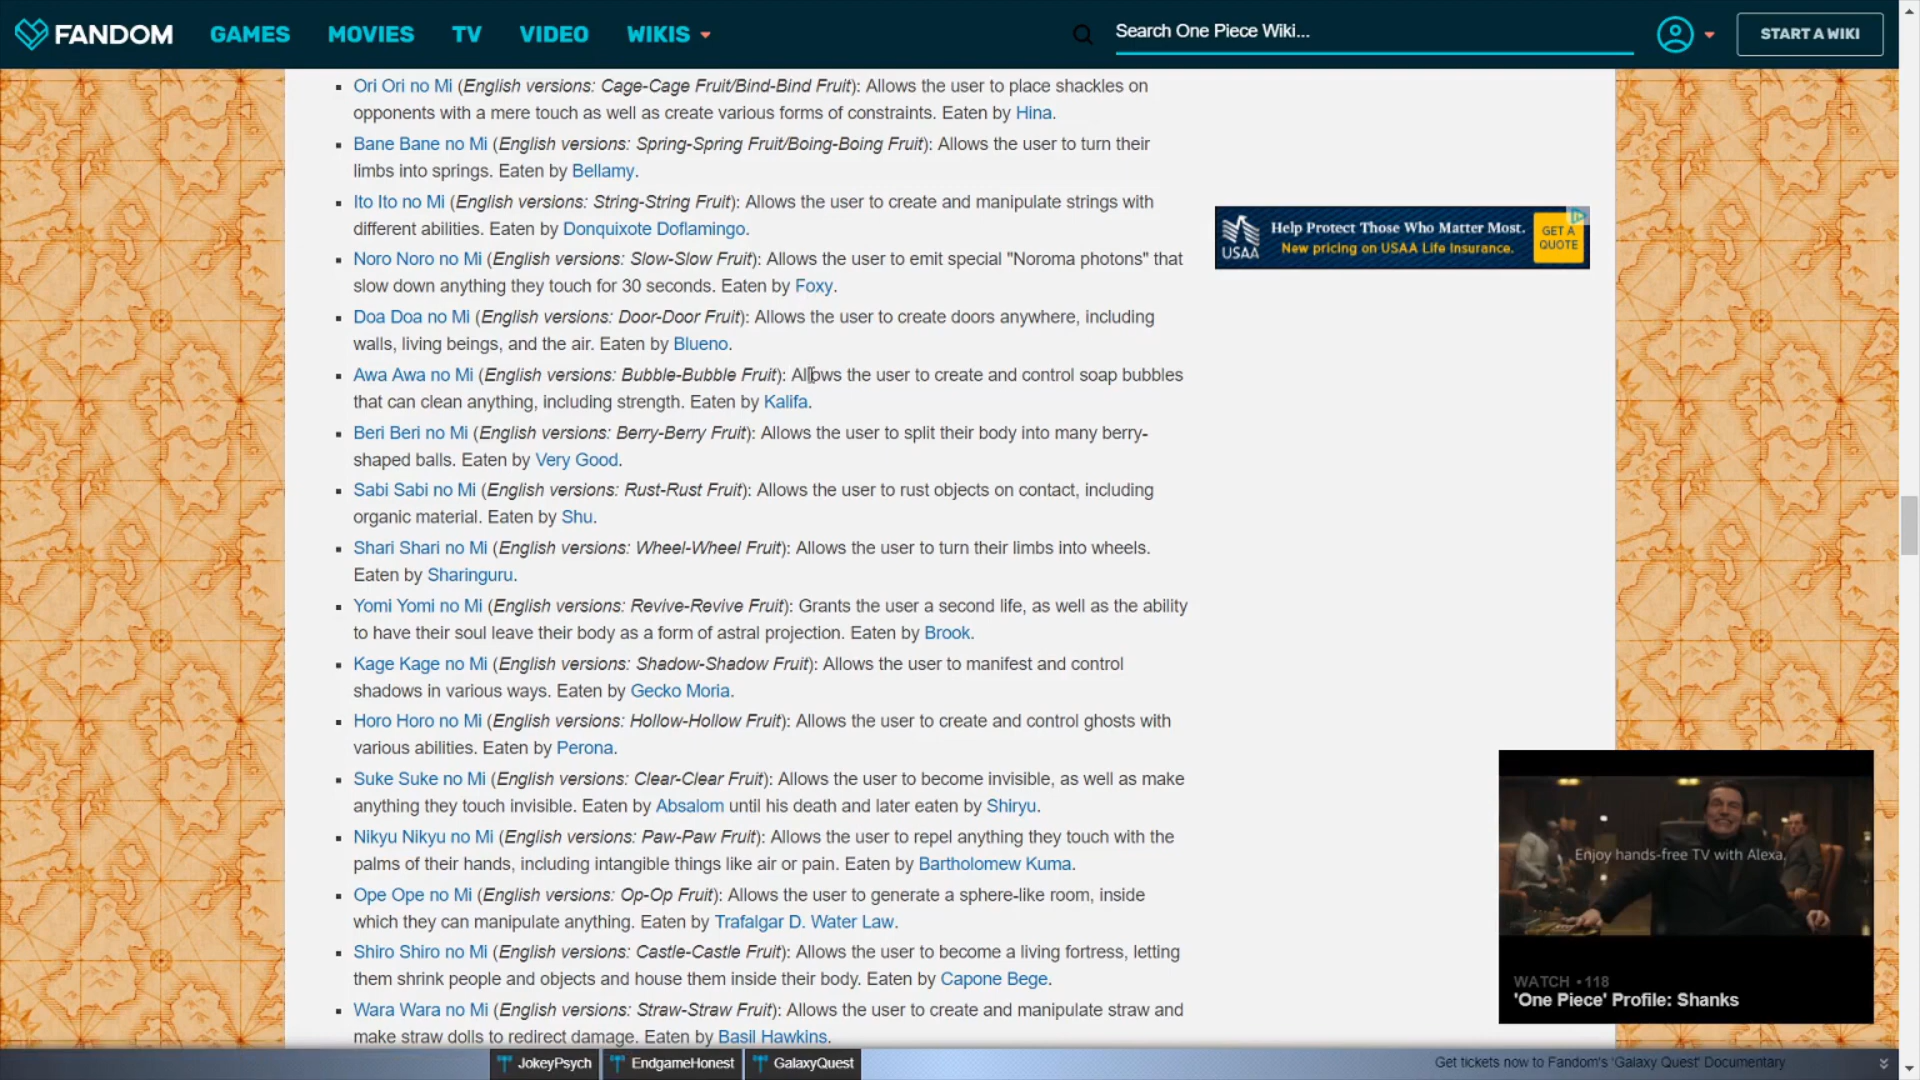 FANDOM GAMES MOVIES TV VIDEO WIKIS Search One Piece Wiki... START A WIKI
Ori Ori no Mi (English versions: Cage-Cage Fruit/Bind-Bind Fruit): Allows the user to place shackles on
opponents with a mere touch as well as create various forms of constraints. Eaten by Hina.
Bane Bane no Mi (English versions: Spring-Spring Fruit/Boing-Boing Fruit): Allows the user to turn their
limbs into springs. Eaten by Bellamy.
Ito Ito no Mi (English versions: String-String Fruit): Allows the user to create and manipulate strings with
different abilities. Eaten by Donquixote Doflamingo.
Noro Noro no Mi (English versions: Slow-Slow Fruit): Allows the user to emit special "Noroma photons" that
slow down anything they touch for 30 seconds. Eaten by Foxy.
Doa Doa no Mi (English versions: Door-Door Fruit): Allows the user to create doors anywhere, including
walls, living beings, and the air. Eaten by Blueno.
Awa Awa no Mi (English versions: Bubble-Bubble Fruit): Allows the user to create and control soap bubbles
that can clean anything, including strength. Eaten by Kalifa.
Beri Beri no Mi (English versions: Berry-Berry Fruit): Allows the user to split their body into many berry-
shaped balls. Eaten by Very Good.
Sabi Sabi no Mi (English versions: Rust-Rust Fruit): Allows the user to rust objects on contact, including
organic material. Eaten by Shu.
Shari Shari no Mi (English versions: Wheel-Wheel Fruit): Allows the user to turn their limbs into wheels.
Eaten by Sharinguru.
Yomi Yomi no Mi (English versions: Revive-Revive Fruit): Grants the user a second life, as well as the ability
to have their soul leave their body as a form of astral projection. Eaten by Brook.
Kage Kage no Mi (English versions: Shadow-Shadow Fruit): Allows the user to manifest and control
shadows in various ways. Eaten by Gecko Moria.
Horo Horo no Mi (English versions: Hollow-Hollow Fruit): Allows the user to create and control ghosts with
various abilities. Eaten by Perona.
Suke Suke no Mi (English versions: Clear-Clear Fruit): Allows the user to become invisible, as well as make
anything they touch invisible. Eaten by Absalom until his death and later eaten by Shiryu.
Nikyu Nikyu no Mi (English versions: Paw-Paw Fruit): Allows the user to repel anything they touch with the
palms of their hands, including intangible things like air or pain. Eaten by Bartholomew Kuma.
Ope Ope no Mi (English versions: Op-Op Fruit): Allows the user to generate a sphere-like room, inside
which they can manipulate anything. Eaten by Trafalgar D. Water Law.
Shiro Shiro no Mi (English versions: Castle-Castle Fruit): Allows the user to become a living fortress, letting
them shrink people and objects and house them inside their body. Eaten by Capone Bege.
Wara Wara no Mi (English versions: Straw-Straw Fruit): Allows the user to create and manipulate straw and
make straw dolls to redirect damage. Eaten by Basil Hawkins.
USAA
Help Protect Those Who Matter Most.
New pricing on USAA Life Insurance.
GET A
QUOTE
Enjoy hands-free TV with Alexa.
WATCH • 118
'One Piece' Profile: Shanks
JokeyPsych EndgameHonest GalaxyQuest Get tickets now to Fandom's 'Galaxy Quest' Documentary